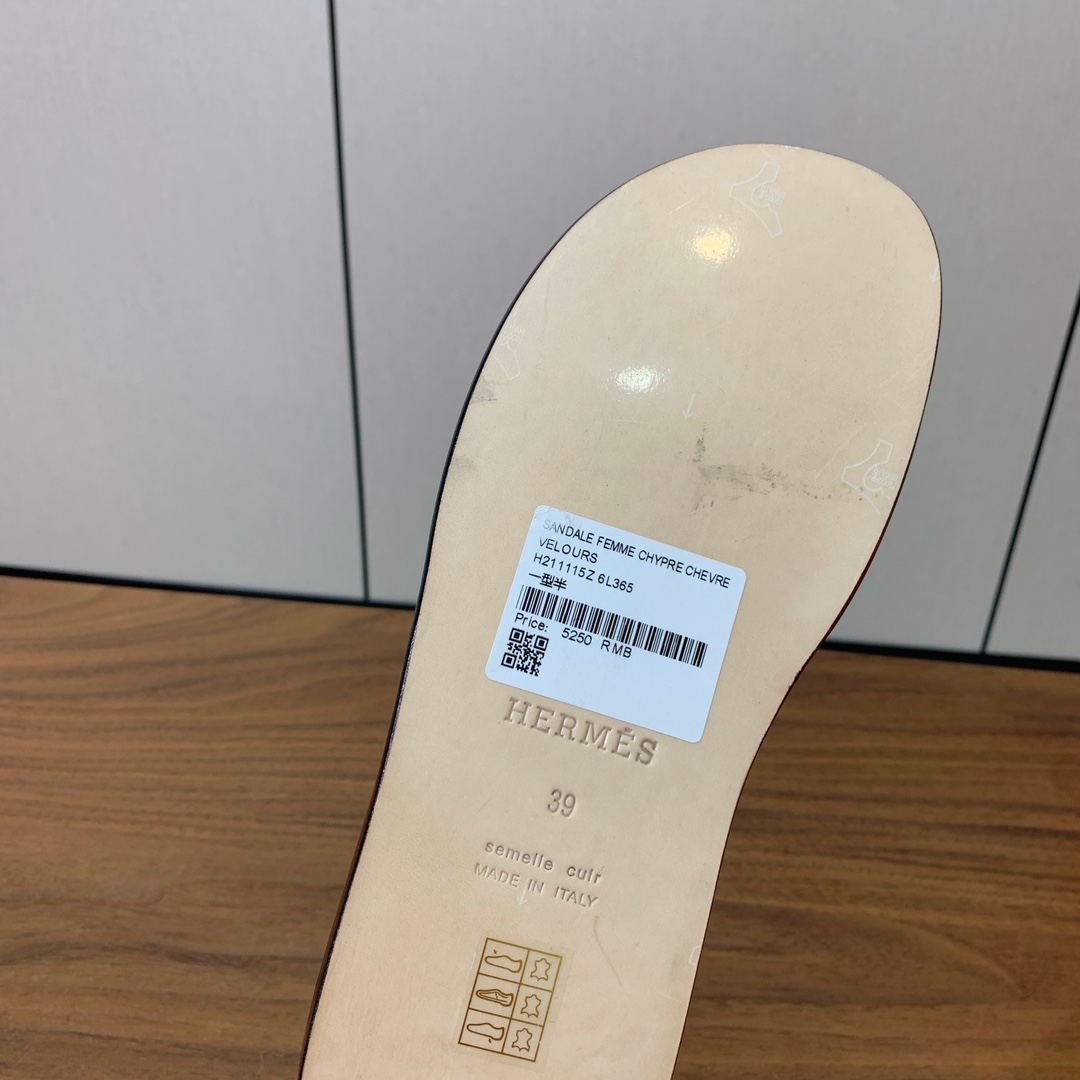 SANDALE FEMME CHYPRE CHEVRE
VELOURS
H211115Z 6L365
一型半
Price: 5250 RMB
HERMÈS
39
semelle cuir
MADE IN ITALY